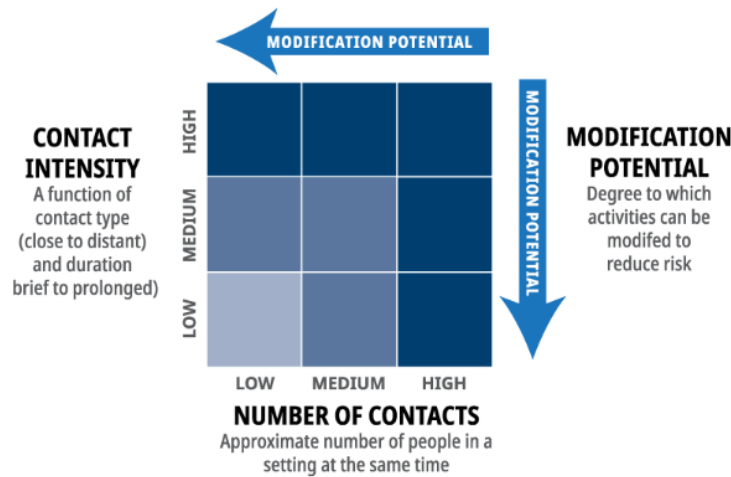 MODIFICATION POTENTIAL
CONTACT
INTENSITY
A function of
contact type
(close to distant)
and duration
brief to prolonged)
HIGH
MEDIUM
LOW
MODIFICATION POTENTIAL
MODIFICATION
POTENTIAL
Degree to which
activities can be
modifed to
reduce risk
LOW
MEDIUM
HIGH
NUMBER OF CONTACTS
Approximate number of people in a
setting at the same time